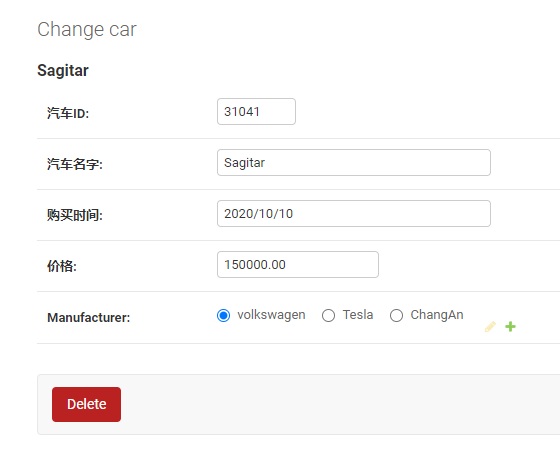 Change car
Sagitar
汽车ID: 31041
汽车名字: Sagitar
购买时间: 2020/10/10
价格: 150000.00
Manufacturer: volkswagen Tesla ChangAn
Delete